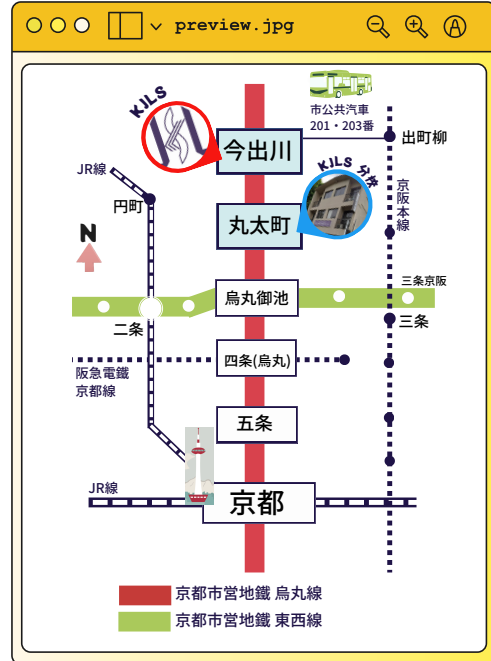 preview.jpg
KJLS
市公共汽車
201・203番
今出川
出町柳
JR線
KJLS 分校
円町
京阪本線
丸太町
N
三条京阪
烏丸御池
二条
三条
四条(烏丸)
阪急電鐵
京都線
五条
JR線
京都
京都市営地鐵 烏丸線
京都市営地鐵 東西線